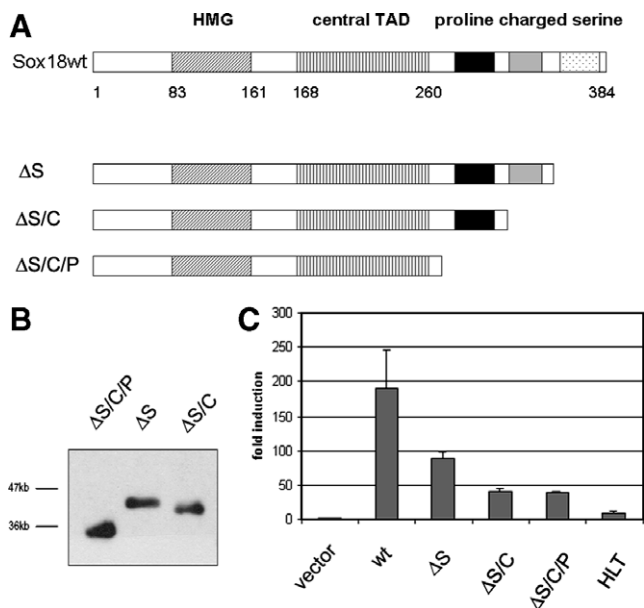 A
HMG central TAD proline charged serine
Sox18wt
1 83 161 168 260 384
ΔS
ΔS/C
ΔS/C/P
B
ΔS/C/P ΔS ΔS/C
47kb
36kb
C
fold induction
300
250
200
150
100
50
0
vector wt ΔS ΔS/C ΔS/C/P HLT